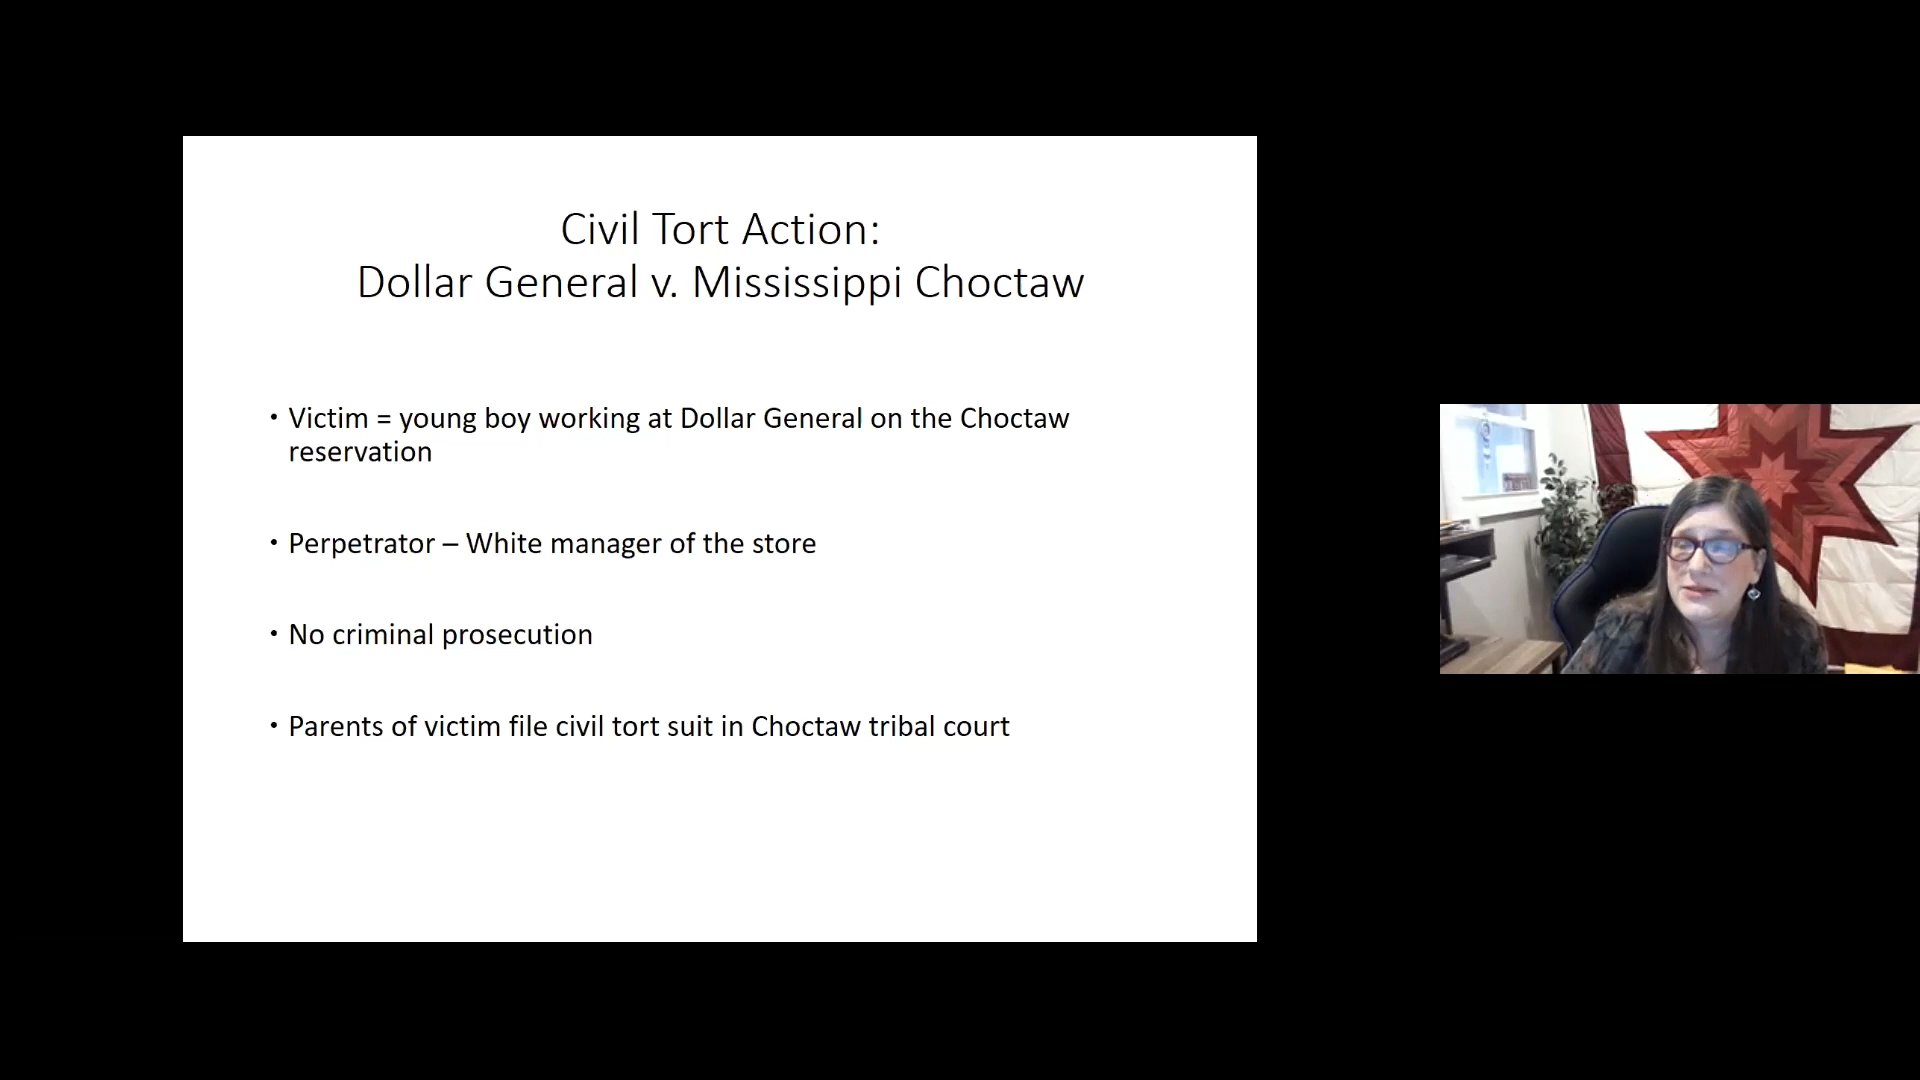 Civil Tort Action:
Dollar General v. Mississippi Choctaw
• Victim = young boy working at Dollar General on the Choctaw
reservation
• Perpetrator – White manager of the store
• No criminal prosecution
• Parents of victim file civil tort suit in Choctaw tribal court